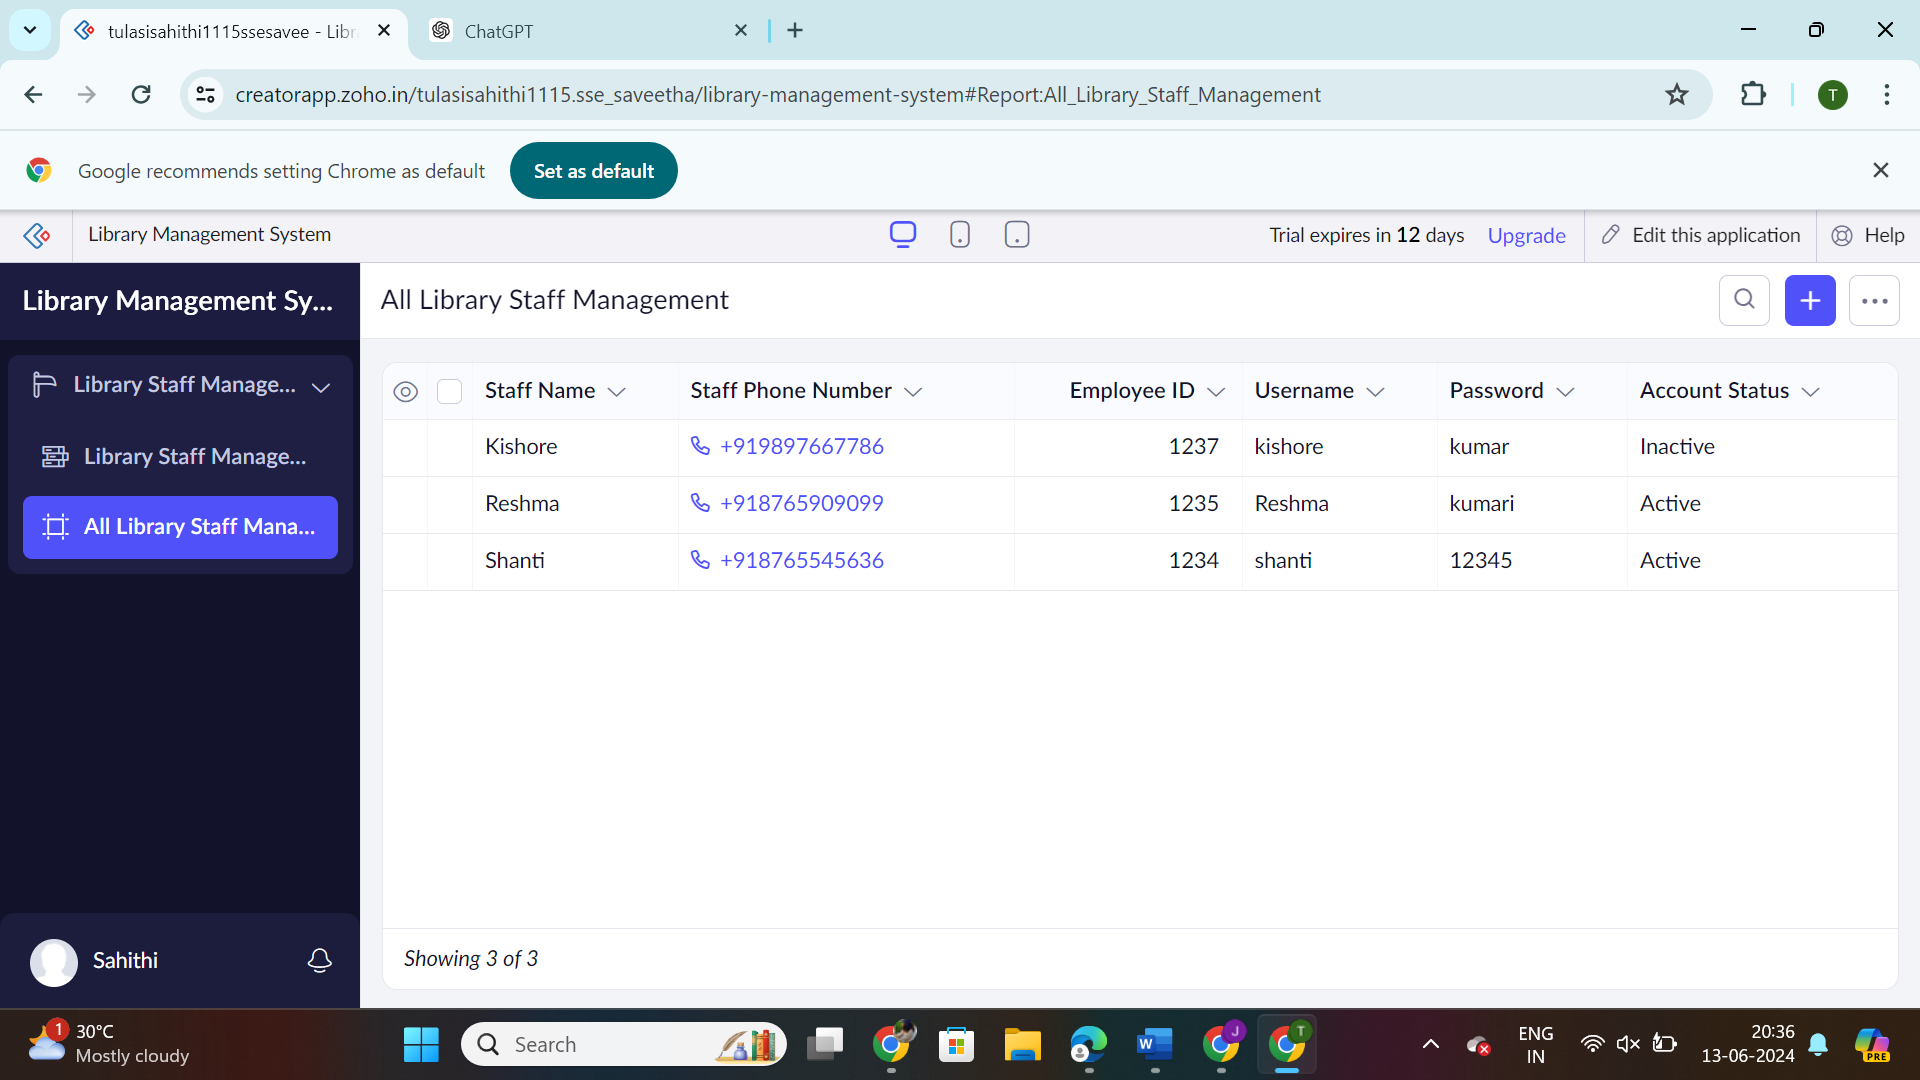 tulasisahithi1115ssesavee - Libr
ChatGPT
creatorapp.zoho.in/tulasisahithi1115.sse_saveetha/library-management-system#Report:All_Library_Staff_Management
T
Google recommends setting Chrome as default
Set as default
Library Management System
Trial expires in 12 days
Upgrade
Edit this application
Help
Library Management Sy...
Library Staff Manage...
Library Staff Manage...
All Library Staff Mana...
Sahithi
All Library Staff Management
Staff Name Staff Phone Number Employee ID Username Password Account Status
Kishore +919897667786 1237 kishore kumar Inactive
Reshma +918765909099 1235 Reshma kumari Active
Shanti +918765545636 1234 shanti 12345 Active
Showing 3 of 3
1
30°C
Mostly cloudy
Search
W
J
T
ENG
IN
20:36
13-06-2024
PRE